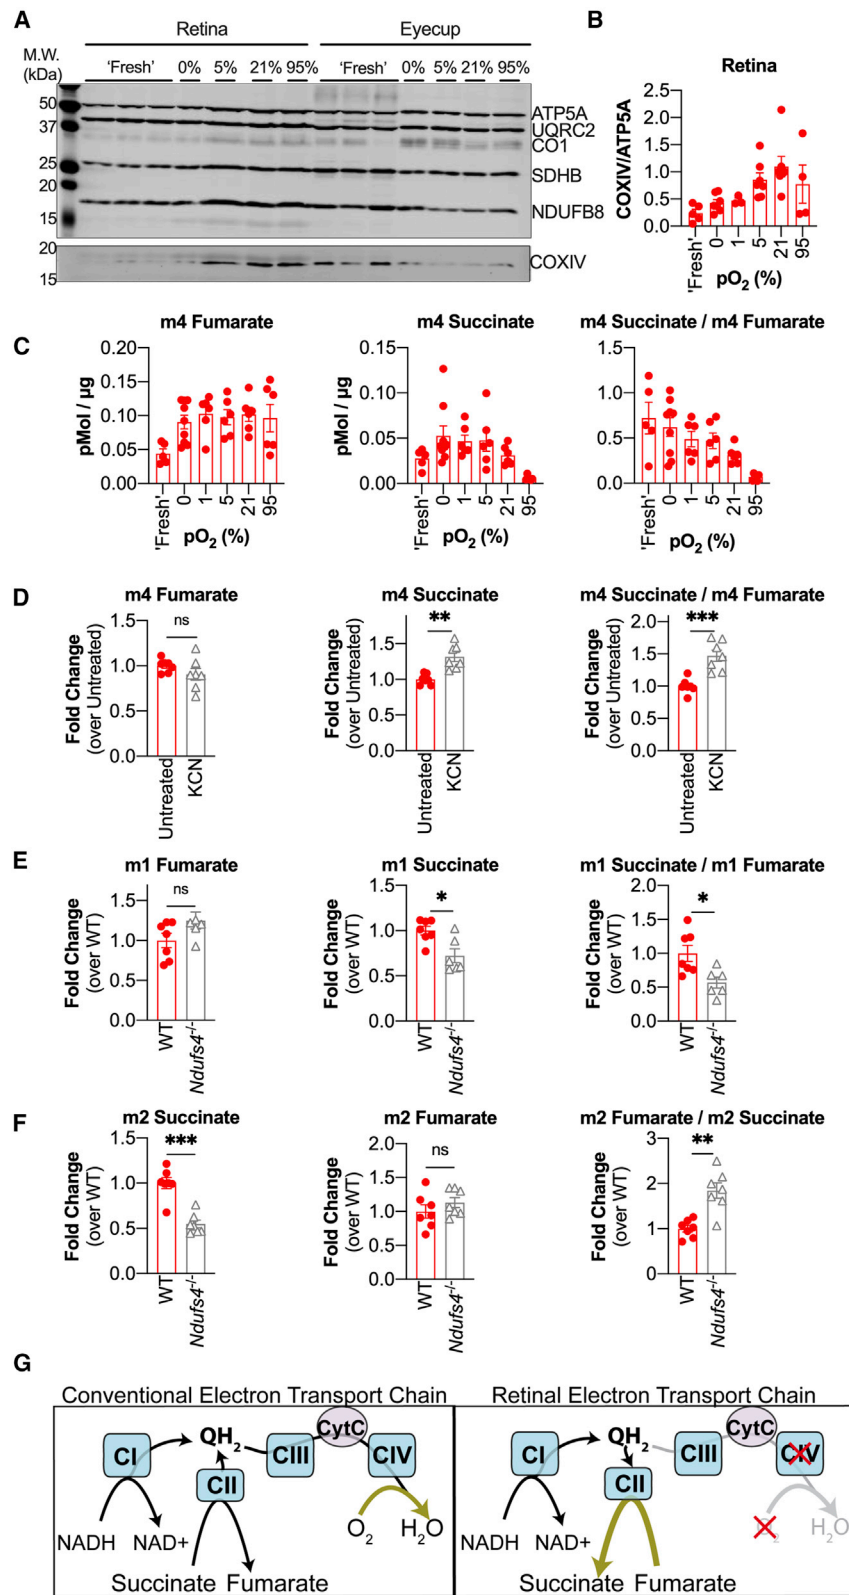 A
Retina Eyecup
M.W.
(kDa)
'Fresh' 0% 5% 21% 95% 'Fresh' 0% 5% 21% 95%
50
37
25
20
15
ATP5A
UQRC2
CO1
SDHB
NDUFB8
20
15
COXIV
B
Retina
COXIV/ATP5A
2.5
2.0
1.5
1.0
0.5
0.0
'Fresh' 0 1 5 21 95
pO₂ (%)
C
m4 Fumarate
pMol / µg
0.20
0.15
0.10
0.05
0.00
'Fresh' 0 1 5 21 95
pO₂ (%)
m4 Succinate
0.15
0.10
0.05
0.00
'Fresh' 0 1 5 21 95
pO₂ (%)
m4 Succinate / m4 Fumarate
1.5
1.0
0.5
0.0
'Fresh' 0 1 5 21 95
pO₂ (%)
D
m4 Fumarate
Fold Change
(over Untreated)
1.5
1.0
0.5
0.0
ns
Untreated KCN
m4 Succinate
Fold Change
(over Untreated)
1.5
1.0
0.5
0.0
**
Untreated KCN
m4 Succinate / m4 Fumarate
Fold Change
(over Untreated)
2.0
1.5
1.0
0.5
0.0
***
Untreated KCN
E
m1 Fumarate
Fold Change
(over WT)
1.5
1.0
0.5
0.0
ns
WT Ndufs4-/-
m1 Succinate
Fold Change
(over WT)
1.5
1.0
0.5
0.0
*
WT Ndufs4-/-
m1 Succinate / m1 Fumarate
Fold Change
(over WT)
2.0
1.5
1.0
0.5
0.0
*
WT Ndufs4-/-
F
m2 Succinate
Fold Change
(over WT)
1.5
1.0
0.5
0.0
***
WT Ndufs4-/-
m2 Fumarate
Fold Change
(over WT)
2.0
1.5
1.0
0.5
0.0
ns
WT Ndufs4-/-
m2 Fumarate / m2 Succinate
Fold Change
(over WT)
3
2
1
0
**
WT Ndufs4-/-
G
Conventional Electron Transport Chain
CI QH₂ CII CIII CytC CIV
NADH NAD+ O₂ H₂O
Succinate Fumarate
Retinal Electron Transport Chain
CI QH₂ CII CIII CytC CIV
NADH NAD+ O₂ H₂O
Succinate Fumarate